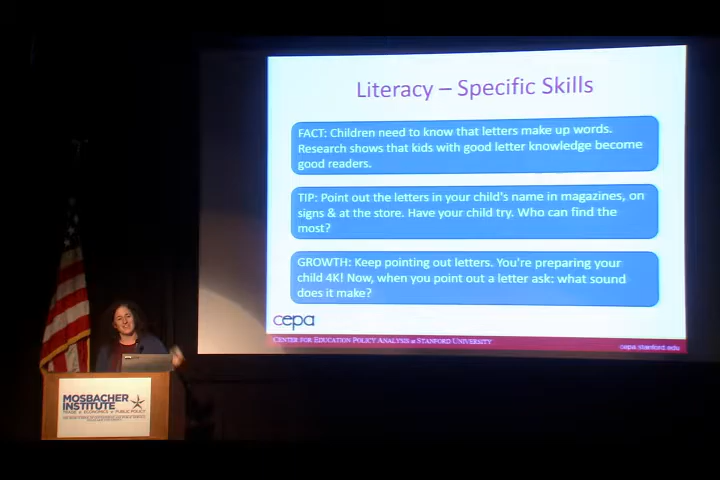 Literacy – Specific Skills
FACT: Children need to know that letters make up words.
Research shows that kids with good letter knowledge become
good readers.
TIP: Point out the letters in your child's name in magazines, on
signs & at the store. Have your child try. Who can find the
most?
GROWTH: Keep pointing out letters. You're preparing your
child 4K! Now, when you point out a letter ask: what sound
does it make?
cepa
CENTER FOR EDUCATION POLICY ANALYSIS AT STANFORD UNIVERSITY
cepa.stanford.edu
MOSBACHER
INSTITUTE
TRADE ECONOMICS PUBLIC POLICY